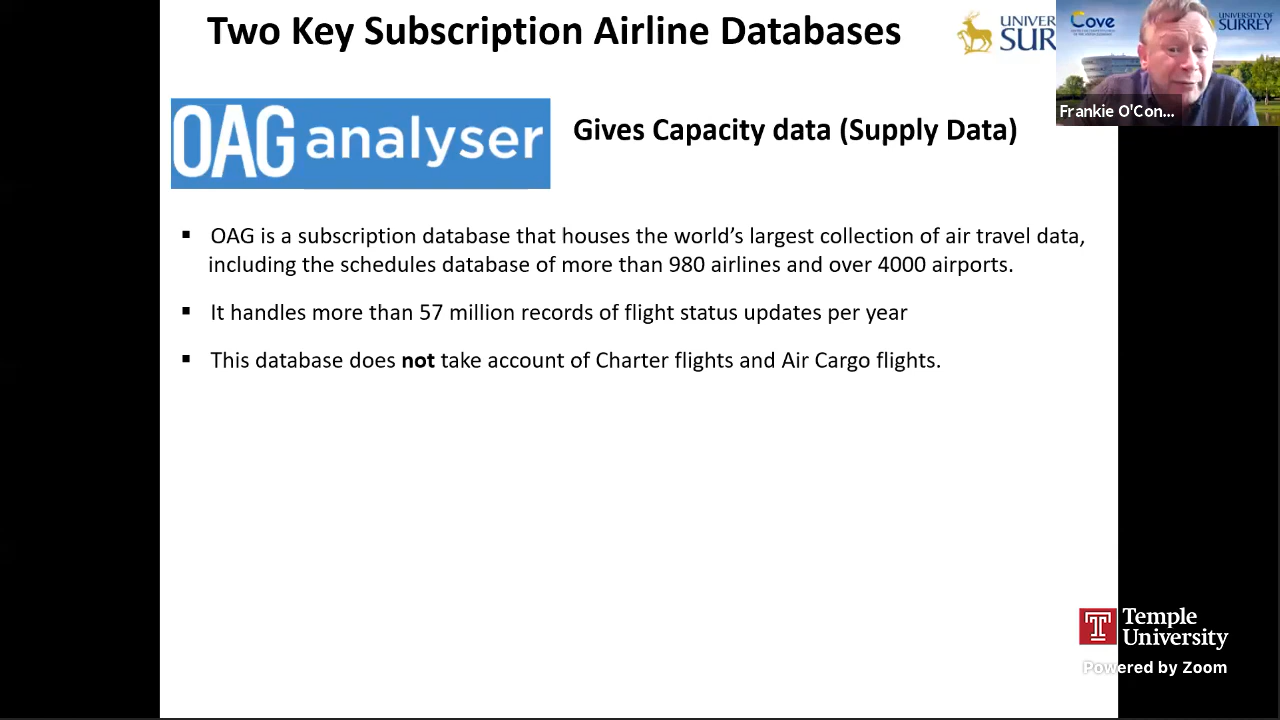 Two Key Subscription Airline Databases
UNIVER
SUR
Cove
UNIVERSITY OF
SURREY
Frankie O'Con...
OAG analyser
Gives Capacity data (Supply Data)
▪ OAG is a subscription database that houses the world’s largest collection of air travel data,
including the schedules database of more than 980 airlines and over 4000 airports.
▪ It handles more than 57 million records of flight status updates per year
▪ This database does not take account of Charter flights and Air Cargo flights.
T Temple
University
Powered by Zoom